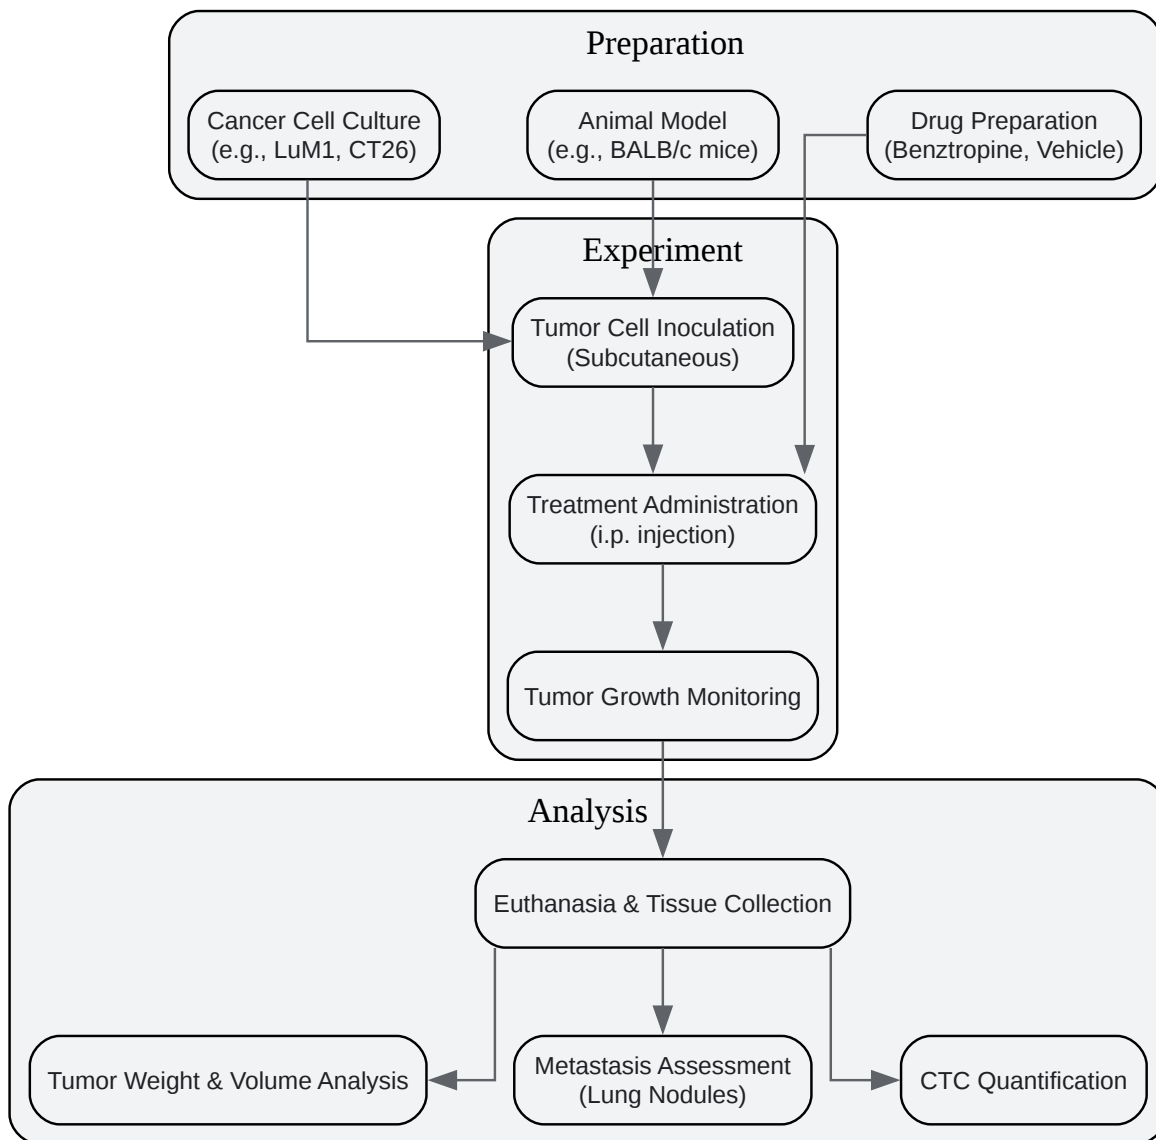 Preparation
Cancer Cell Culture
(e.g., LuM1, CT26)
Animal Model
(e.g., BALB/c mice)
Drug Preparation
(Benztropine, Vehicle)
Experiment
Tumor Cell Inoculation
(Subcutaneous)
Treatment Administration
(i.p. injection)
Tumor Growth Monitoring
Analysis
Euthanasia & Tissue Collection
Tumor Weight & Volume Analysis
Metastasis Assessment
(Lung Nodules)
CTC Quantification